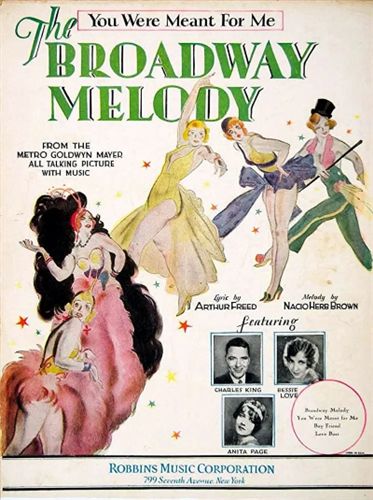 You Were Meant For Me
The
BROADWAY
MELODY
FROM THE
METRO GOLDWYN MAYER
ALL TALKING PICTURE
WITH MUSIC
Lyric by
ARTHUR FREED
Melody by
NACIO HERB BROWN
featuring
CHARLES KING
BESSIE LOVE
ANITA PAGE
Broadway Melody
You Were Meant for Me
Boy Friend
Love Boat
ROBBINS MUSIC CORPORATION
799 Seventh Avenue, New York